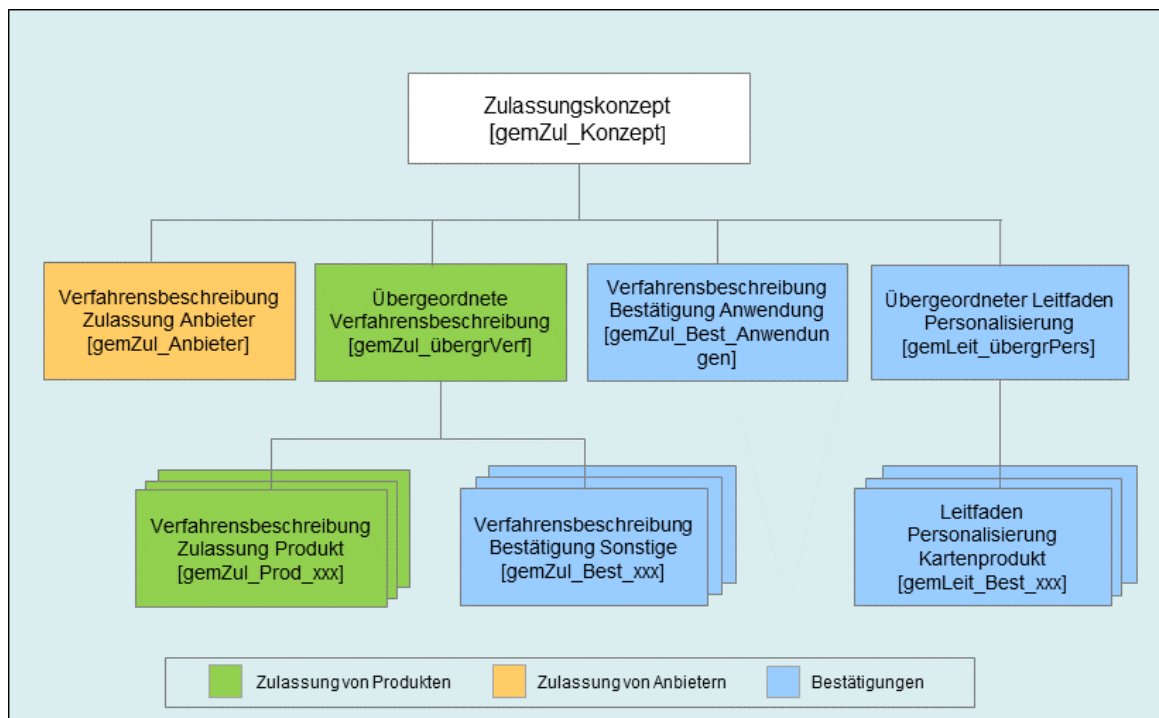 Zulassungskonzept
[gemZul_Konzept]
Verfahrensbeschreibung
Zulassung Anbieter
[gemZul_Anbieter]
Übergeordnete
Verfahrensbeschreibung
[gemZul_übergrVerf]
Verfahrensbeschreibung
Bestätigung Anwendung
[gemZul_Best_Anwendun
gen]
Übergeordneter Leitfaden
Personalisierung
[gemLeit_übergrPers]
Verfahrensbeschreibung
Zulassung Produkt
[gemZul_Prod_xxx]
Verfahrensbeschreibung
Bestätigung Sonstige
[gemZul_Best_xxx]
Leitfaden
Personalisierung
Kartenprodukt
[gemLeit_Best_xxx]
Zulassung von Produkten
Zulassung von Anbietern
Bestätigungen